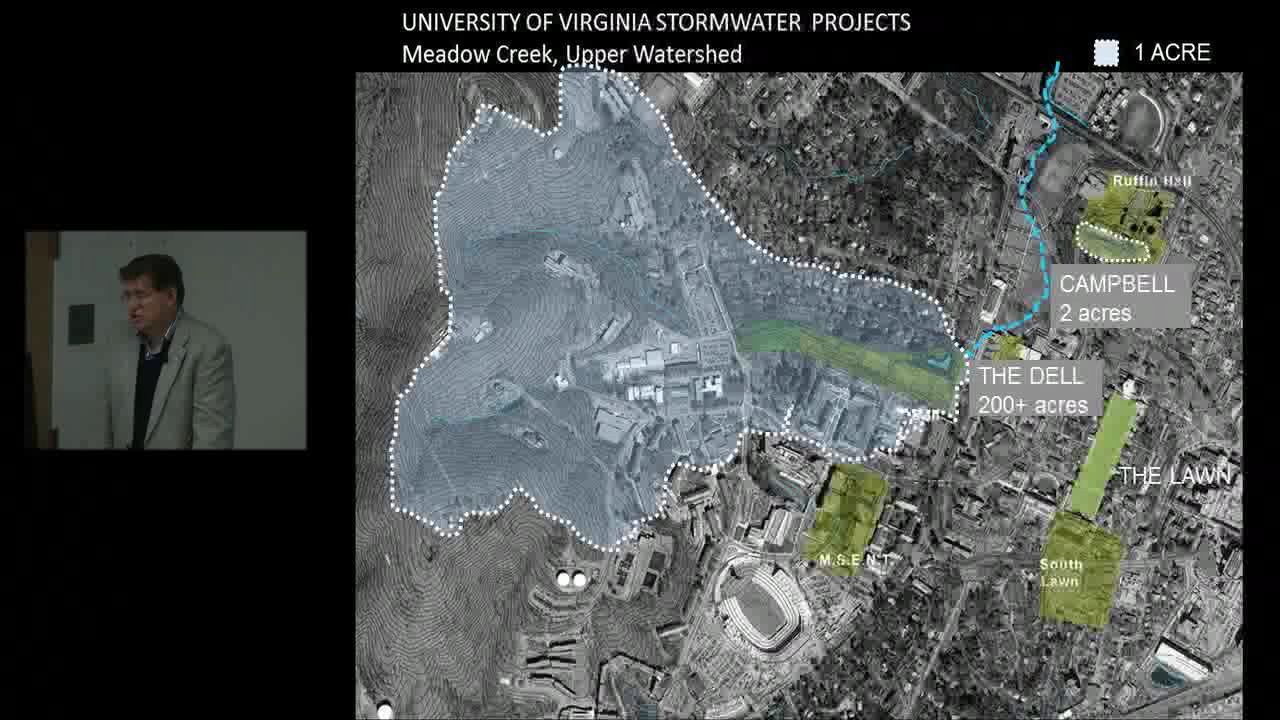 UNIVERSITY OF VIRGINIA STORMWATER PROJECTS
Meadow Creek, Upper Watershed
1 ACRE
Ruffin Hall
CAMPBELL
2 acres
THE DELL
200+ acres
THE LAWN
M.S.E.N.T.
South
Lawn